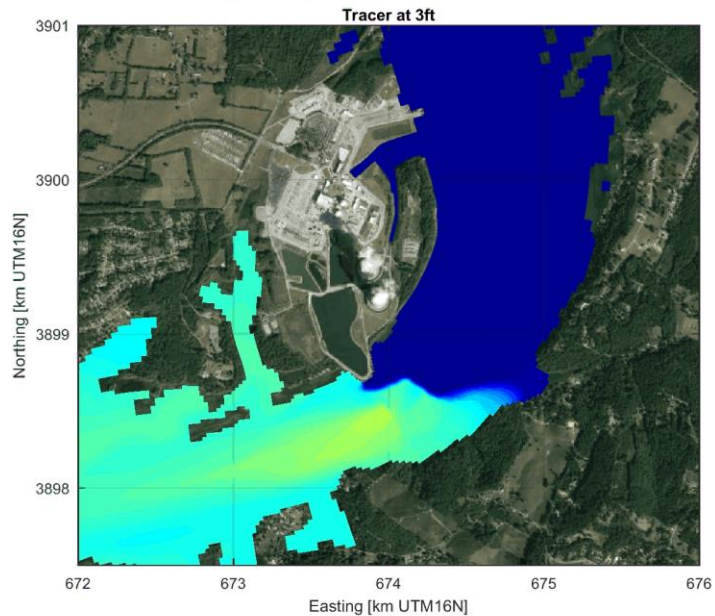 Tracer at 3ft
3901
3900
3899
3898
Northing [km UTM16N]
672 673 674 675 676
Easting [km UTM16N]